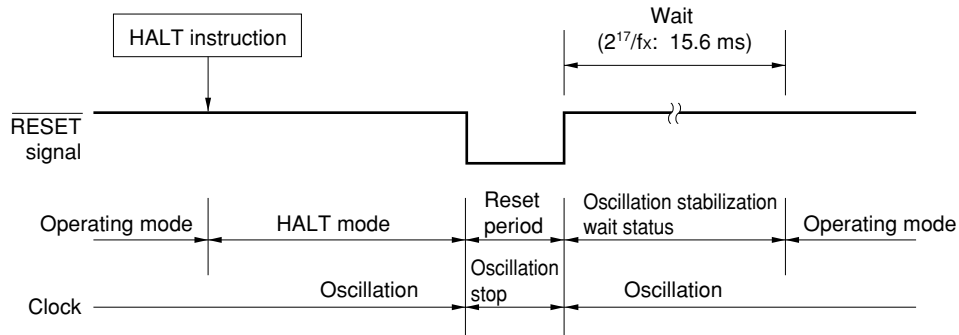 Wait
(2¹⁷/fx: 15.6 ms)
HALT instruction
RESET
signal
Operating mode
HALT mode
Reset
period
Oscillation stabilization
wait status
Operating mode
Clock
Oscillation
Oscillation
stop
Oscillation